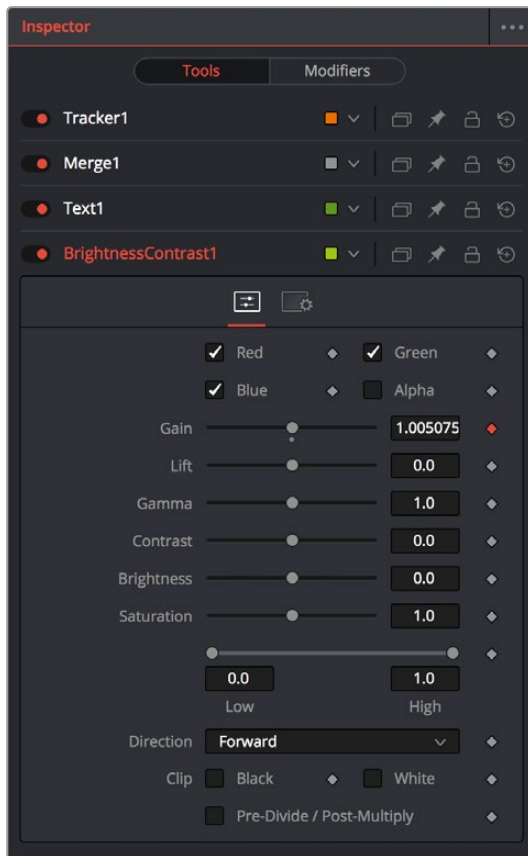 Inspector
Tools Modifiers
Tracker1
Merge1
Text1
BrightnessContrast1
Red Green
Blue Alpha
Gain 1.005075
Lift 0.0
Gamma 1.0
Contrast 0.0
Brightness 0.0
Saturation 1.0
0.0 1.0
Low High
Direction Forward
Clip Black White
Pre-Divide / Post-Multiply